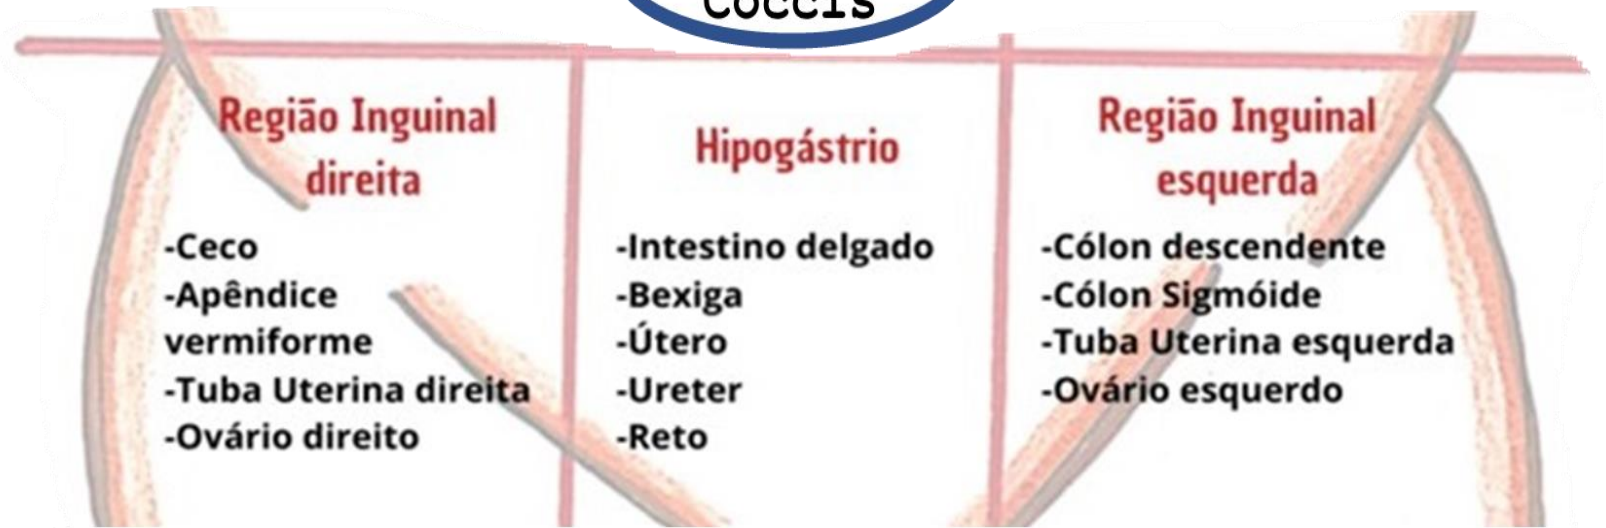 COCCIS
Região Inguinal
direita
-Ceco
-Apêndice
vermiforme
-Tuba Uterina direita
-Ovário direito
Hipogástrio
-Intestino delgado
-Bexiga
-Útero
-Ureter
-Reto
Região Inguinal
esquerda
-Cólon descendente
-Cólon Sigmóide
-Tuba Uterina esquerda
-Ovário esquerdo